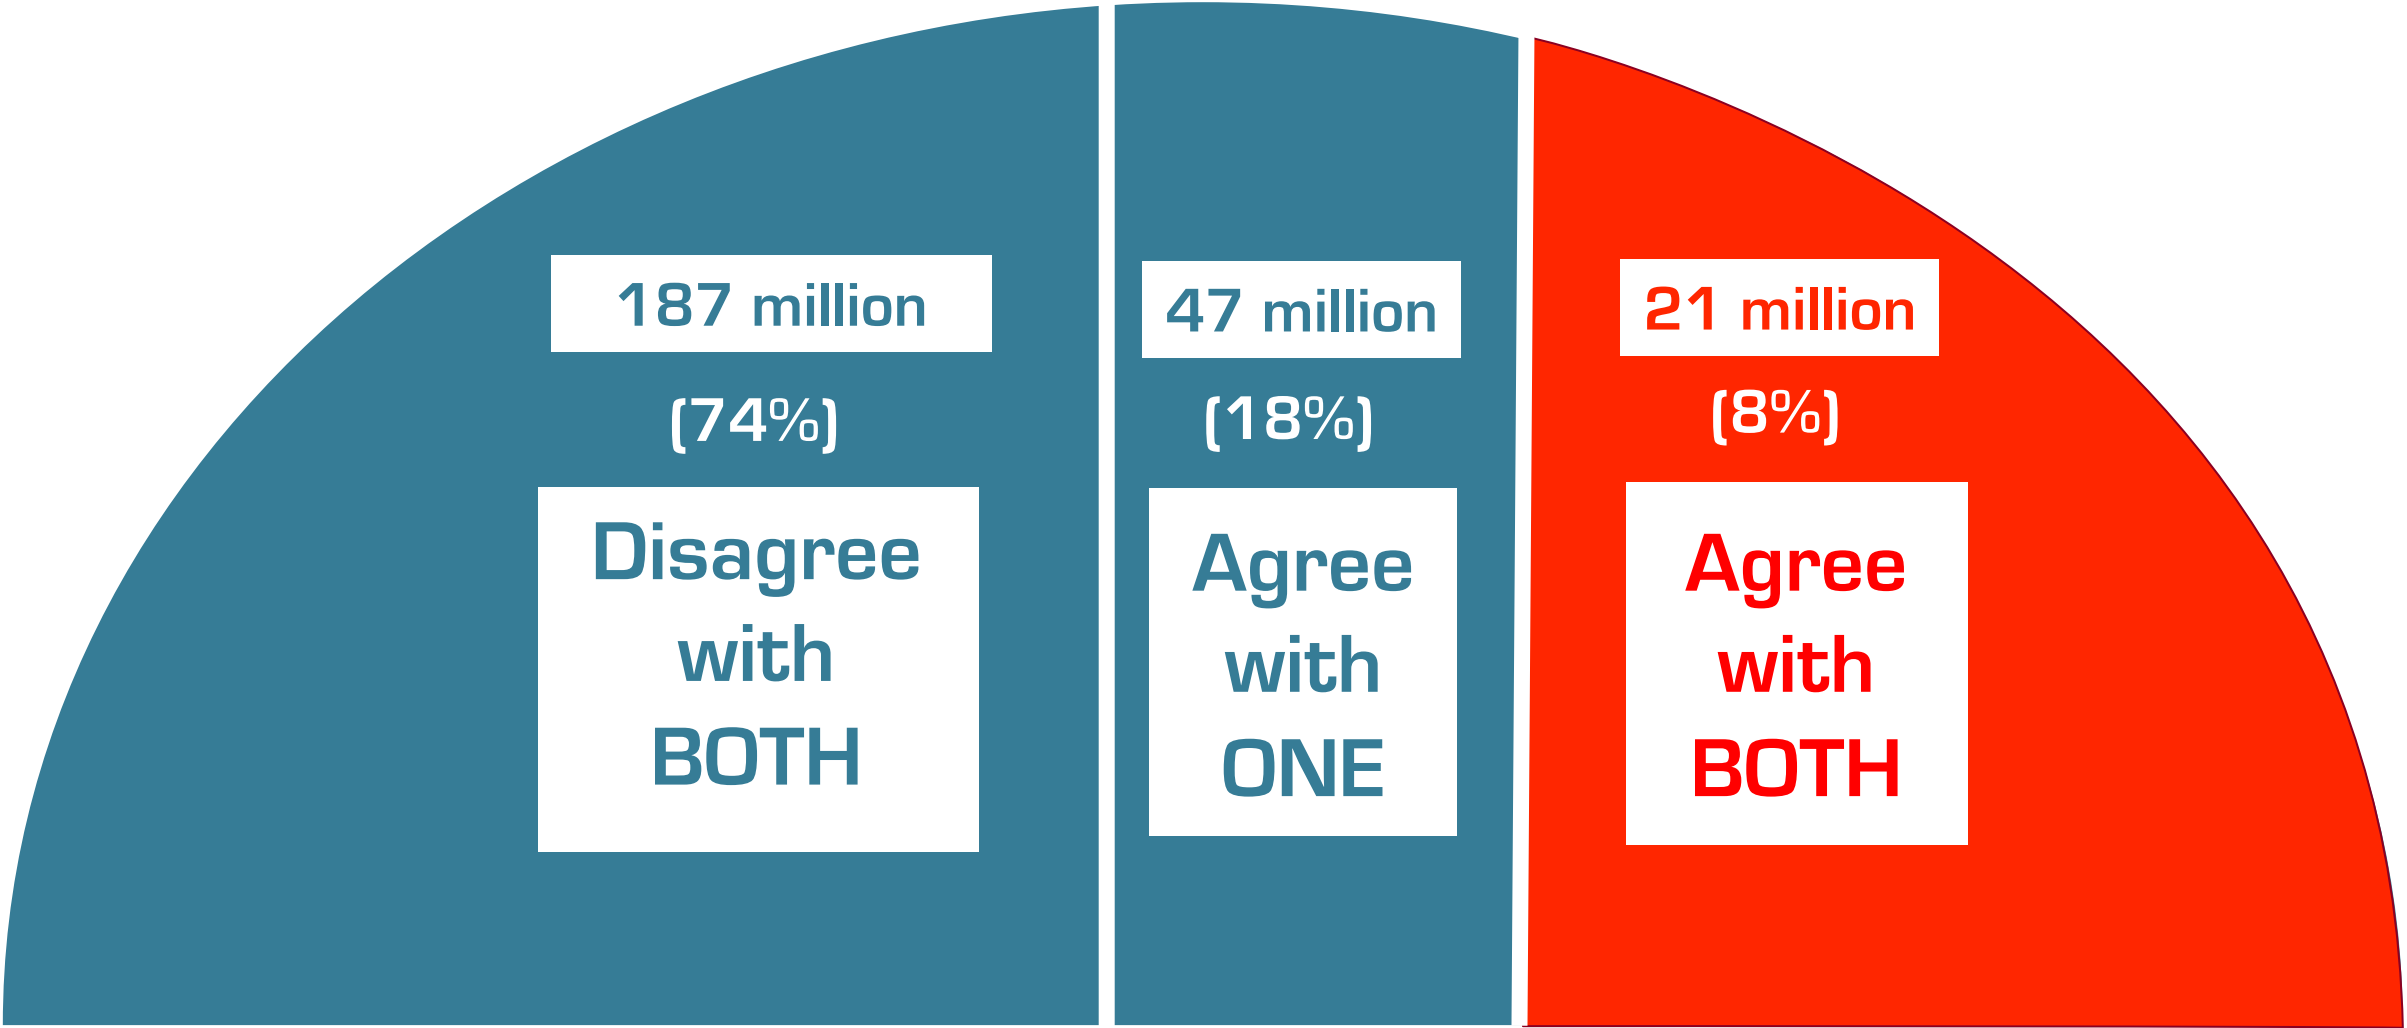 187 million
(74%)
Disagree
with
BOTH
47 million
(18%)
Agree
with
ONE
21 million
(8%)
Agree
with
BOTH